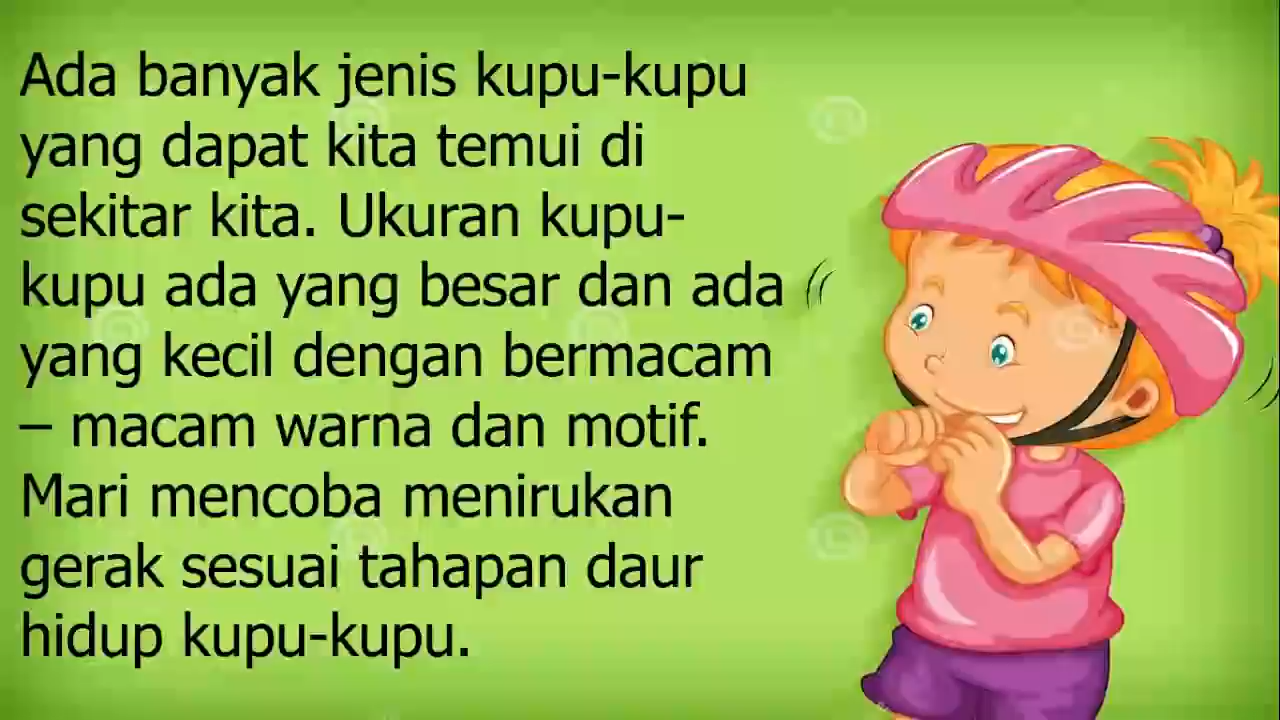 Ada banyak jenis kupu-kupu
yang dapat kita temui di
sekitar kita. Ukuran kupu-
kupu ada yang besar dan ada
yang kecil dengan bermacam
– macam warna dan motif.
Mari mencoba menirukan
gerak sesuai tahapan daur
hidup kupu-kupu.